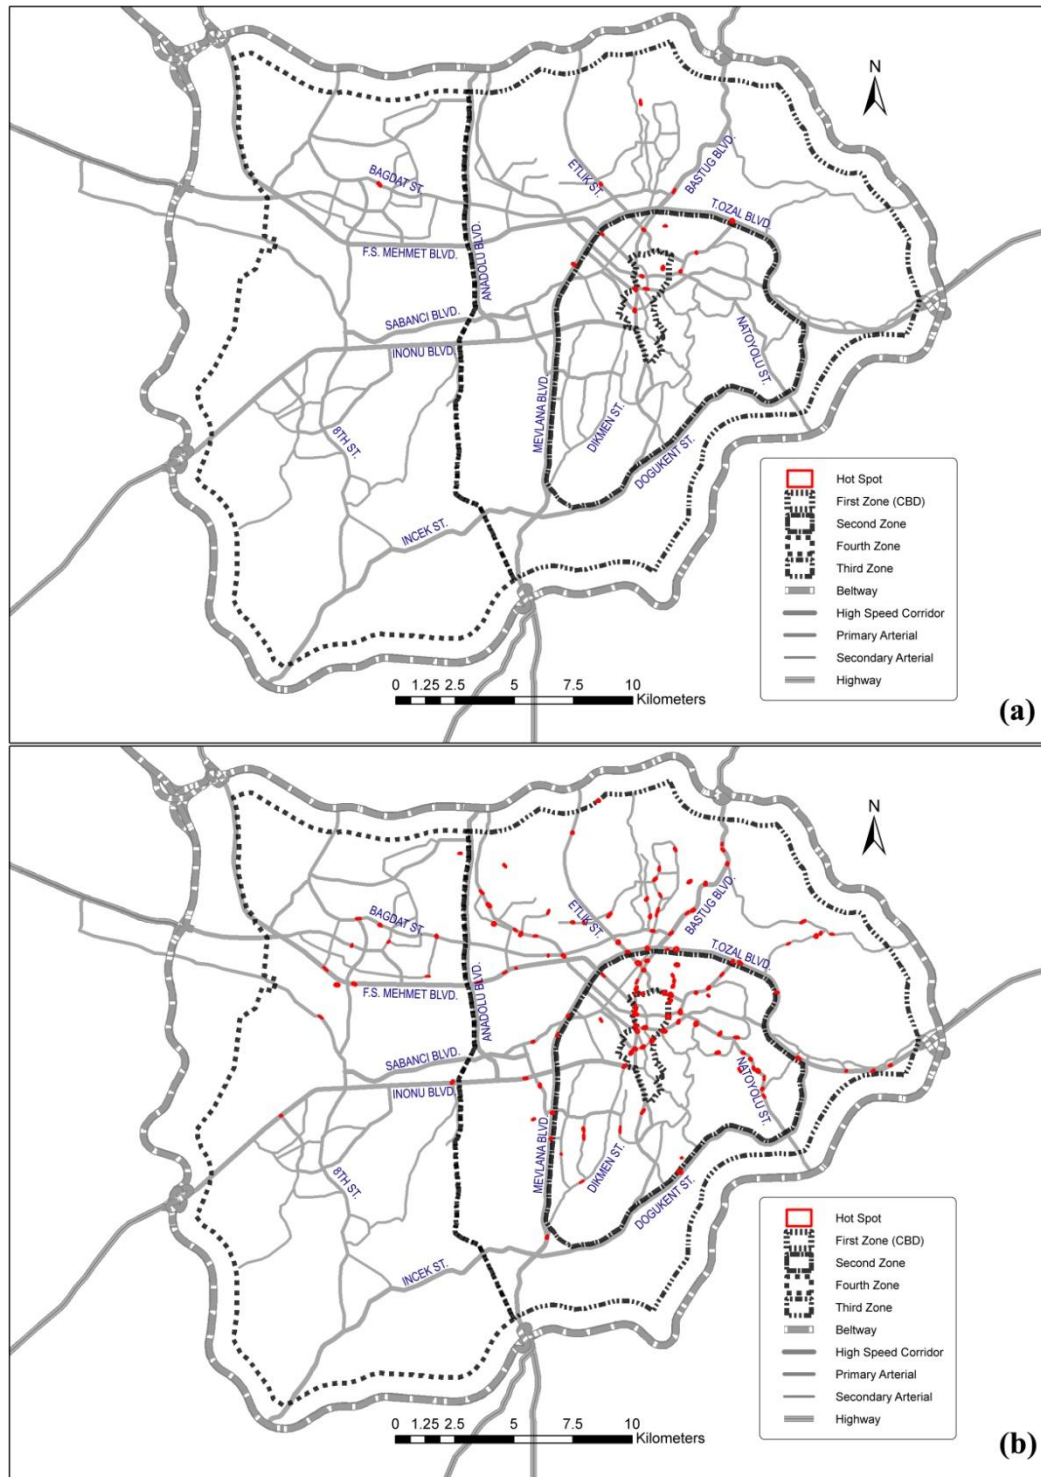 N
BAGDAT ST.
ETLIK ST.
BASTUG BLVD.
T.OZAL BLVD.
F.S. MEHMET BLVD.
ANADOLU BLVD.
SABANCI BLVD.
INONU BLVD.
NATOYOLU ST.
MEVLANA BLVD.
DIKMEN ST.
8TH ST.
DOGUKENT ST.
INCEK ST.
Hot Spot
First Zone (CBD)
Second Zone
Fourth Zone
Third Zone
Beltway
High Speed Corridor
Primary Arterial
Secondary Arterial
Highway
0 1.25 2.5 5 7.5 10
Kilometers
(a)
N
BAGDAT ST.
ETLIK ST.
BASTUG BLVD.
T.OZAL BLVD.
F.S. MEHMET BLVD.
ANADOLU BLVD.
SABANCI BLVD.
INONU BLVD.
NATOYOLU ST.
MEVLANA BLVD.
DIKMEN ST.
8TH ST.
DOGUKENT ST.
INCEK ST.
Hot Spot
First Zone (CBD)
Second Zone
Fourth Zone
Third Zone
Beltway
High Speed Corridor
Primary Arterial
Secondary Arterial
Highway
0 1.25 2.5 5 7.5 10
Kilometers
(b)